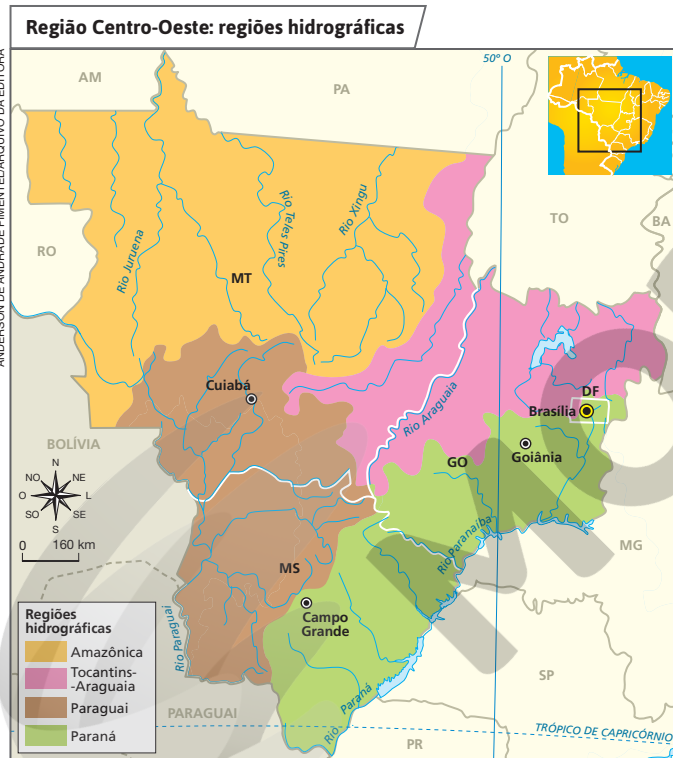 Região Centro-Oeste: regiões hidrográficas
ANDERSON DE ANDRADE PIMENTEL/ARQUIVO DA EDITORA
AM
PA
50° O
TO
BA
RO
Rio Juruena
Rio Teles Pires
Rio Xingu
MT
Cuiabá
Rio Araguaia
DF
Brasília
GO
Goiânia
BOLÍVIA
N
NO
NE
O
L
SO
SE
S
0 160 km
MG
Rio Paranaíba
MS
Campo
Grande
Rio Paraguai
Rio Paraná
SP
PARAGUAI
PR
TRÓPICO DE CAPRICÓRNIO
Regiões
hidrográficas
Amazônica
Tocantins-
-Araguaia
Paraguai
Paraná